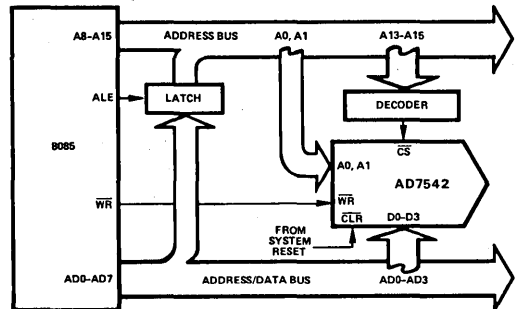 A8-A15
ADDRESS BUS
A0, A1
A13-A15
ALE
LATCH
DECODER
8085
CS
A0, A1
AD7542
WR
WR
CLR
D0-D3
FROM
SYSTEM
RESET
AD0-AD7
ADDRESS/DATA BUS
AD0-AD3